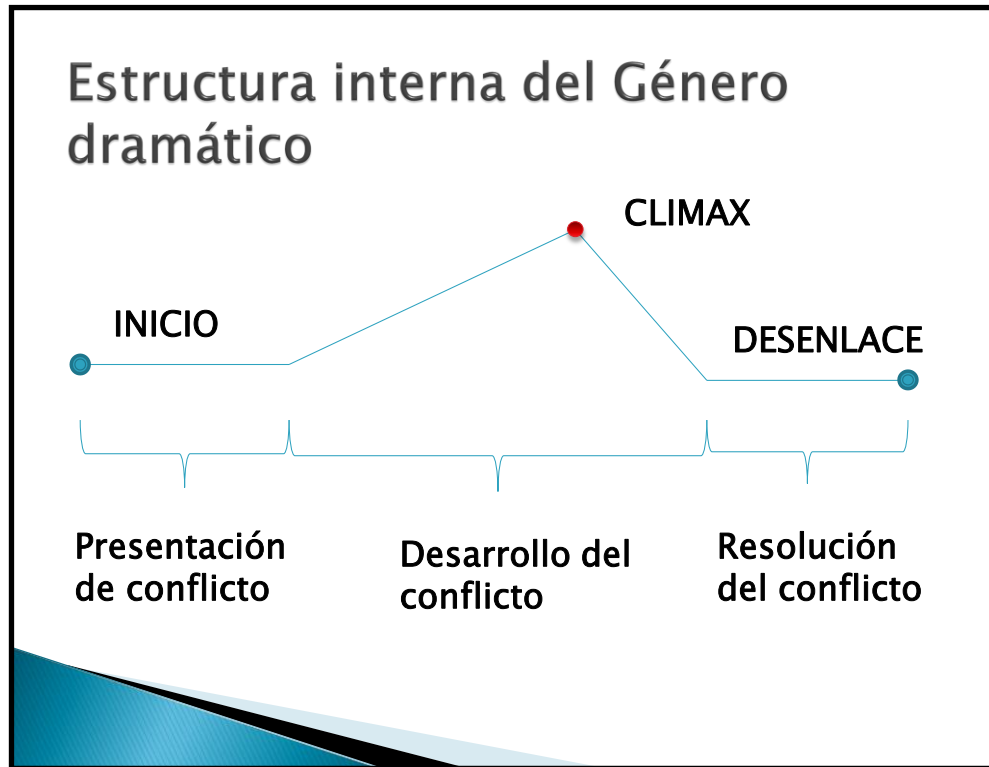 Estructura interna del Género
dramático
CLIMAX
INICIO
DESENLACE
Presentación
de conflicto
Desarrollo del
conflicto
Resolución
del conflicto